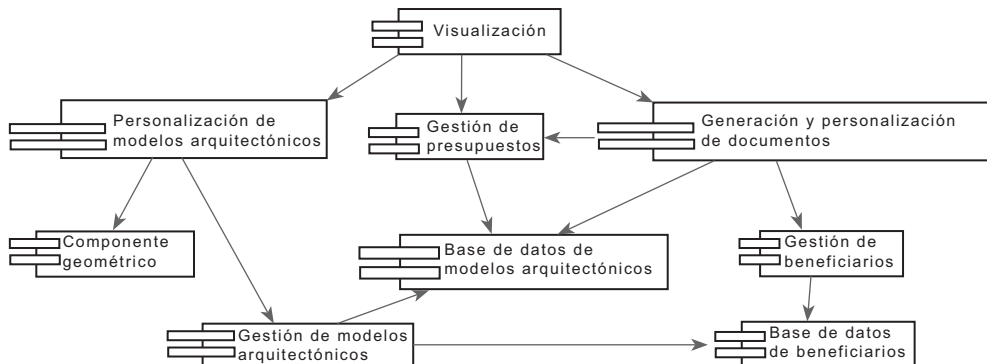 Visualización
Personalización de
modelos arquitectónicos
Gestión de
presupuestos
Generación y personalización
de documentos
Componente
geométrico
Base de datos de
modelos arquitectónicos
Gestión de
beneficiarios
Gestión de modelos
arquitectónicos
Base de datos
de beneficiarios